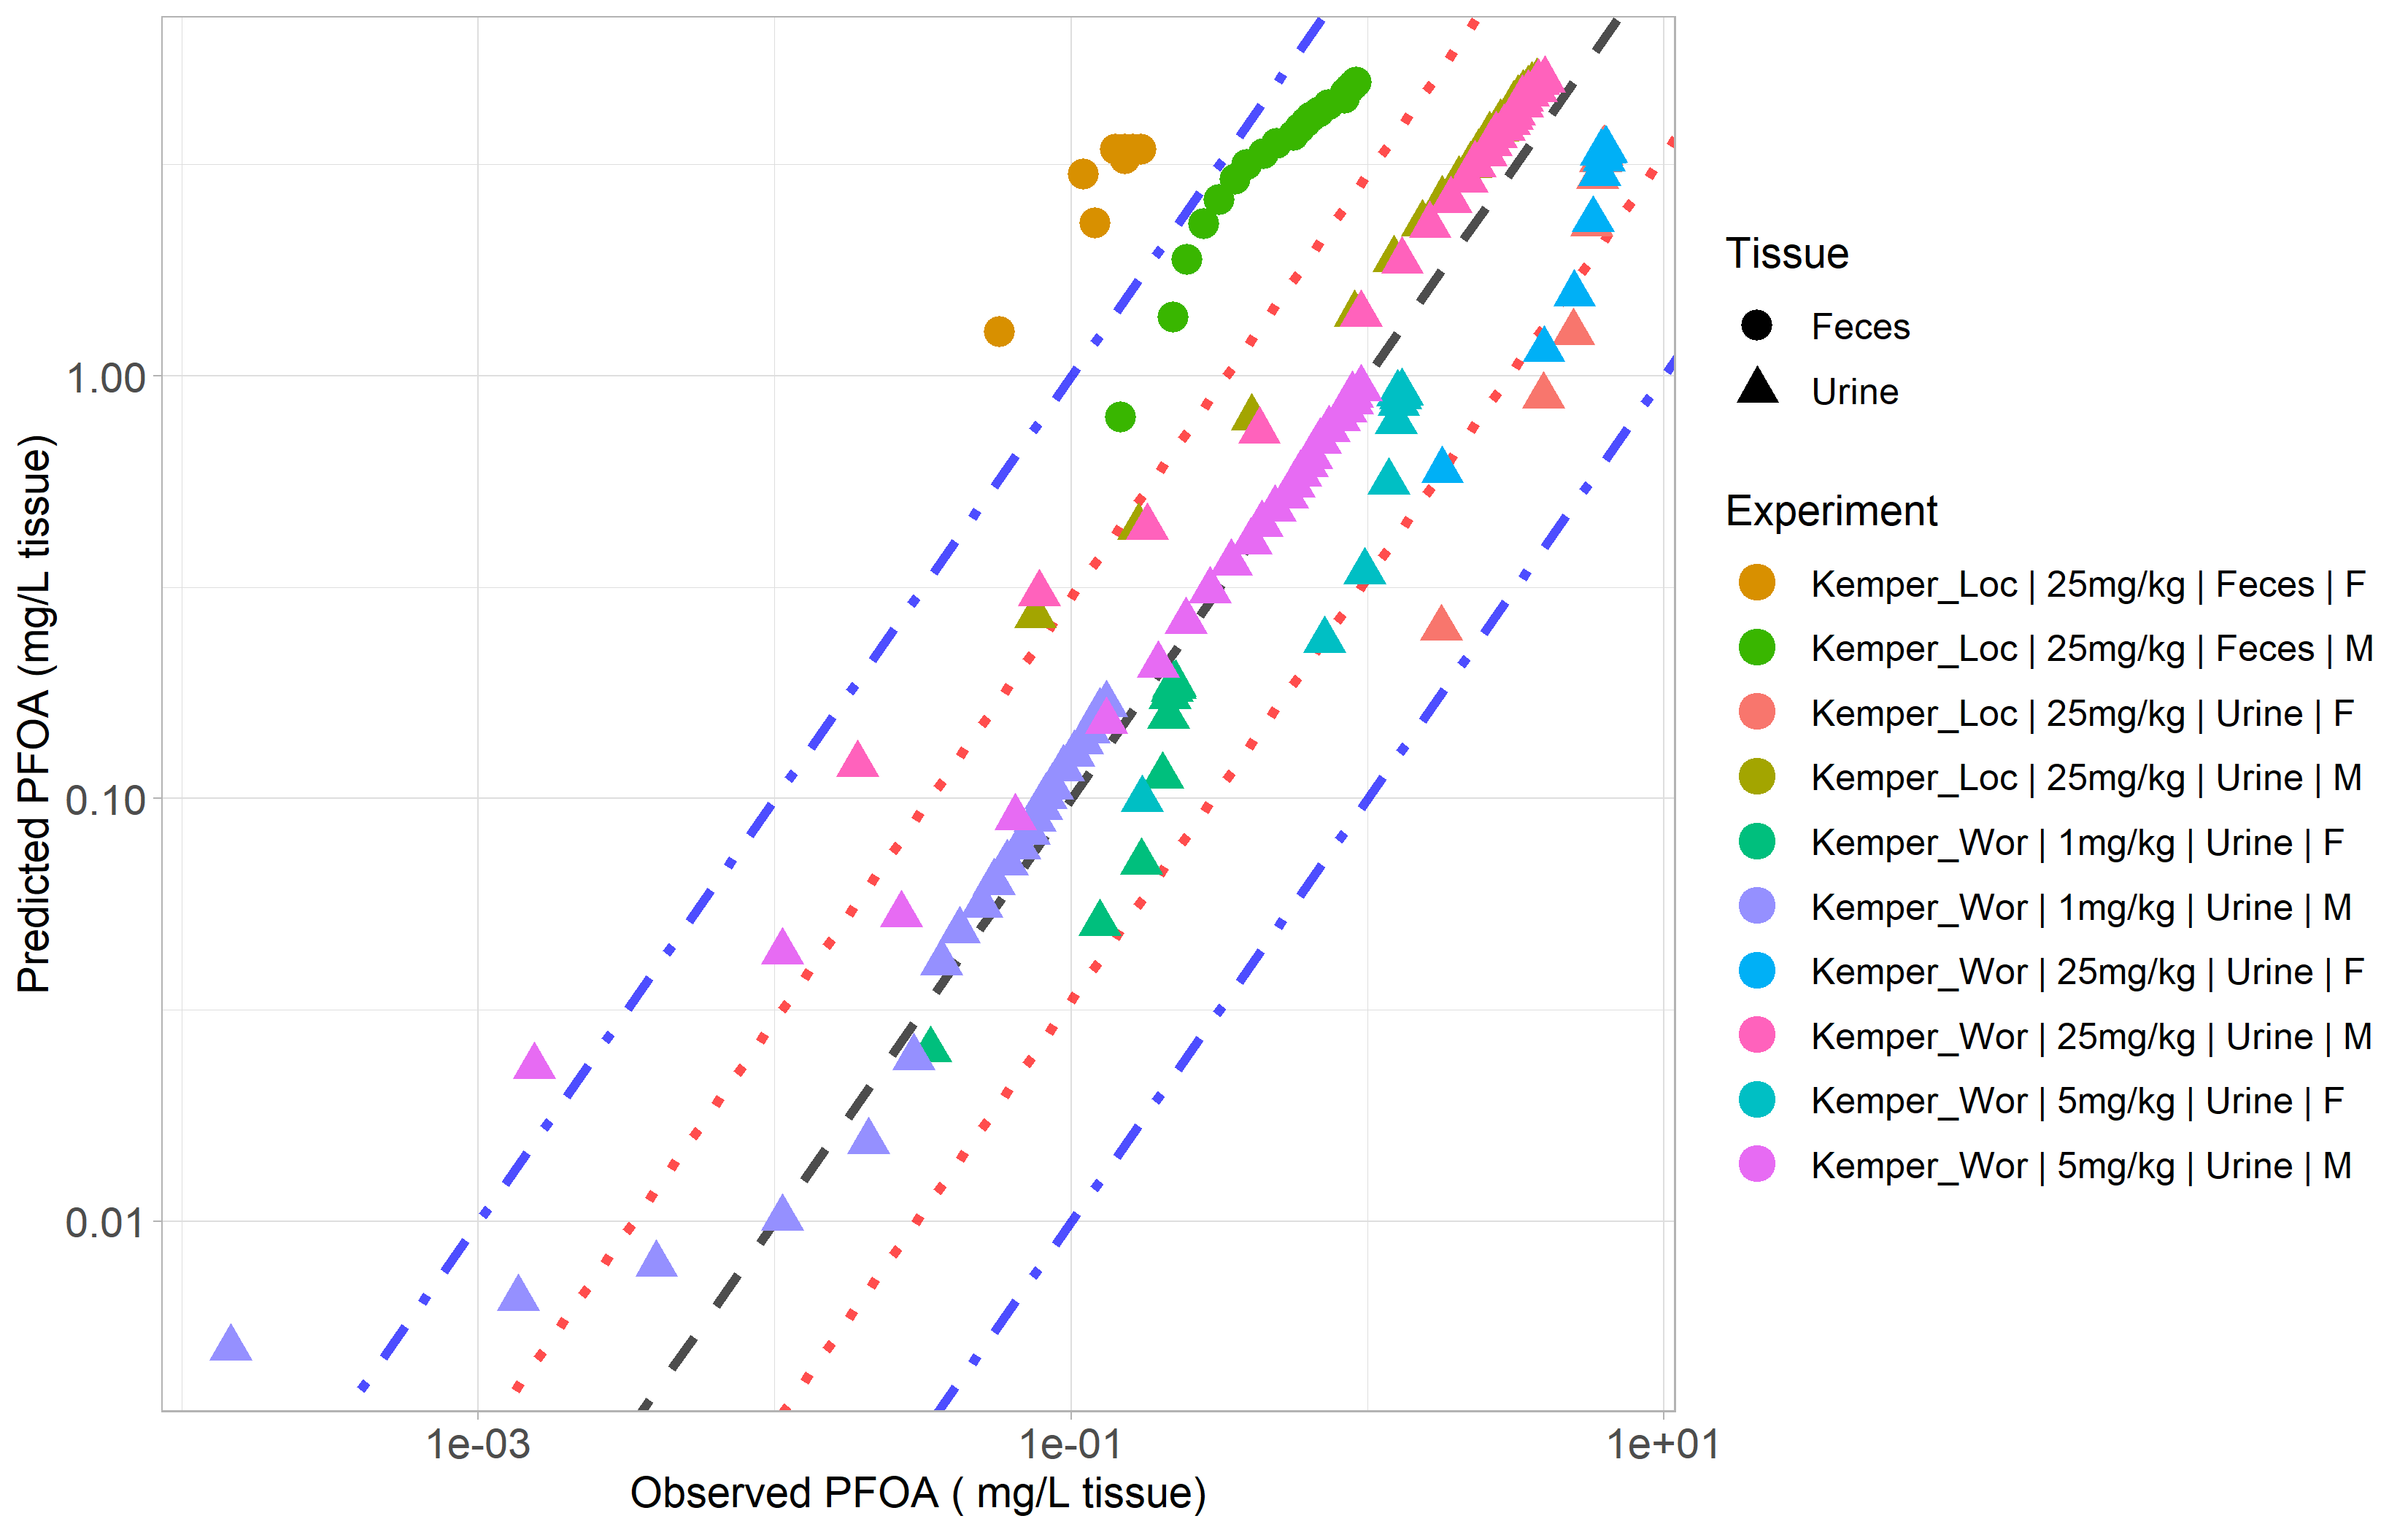 Predicted PFOA (mg/L tissue)
1.00
0.10
0.01
1e-03
1e-01
1e+01
Observed PFOA ( mg/L tissue)
Tissue
Feces
Urine
Experiment
Kemper_Loc | 25mg/kg | Feces | F
Kemper_Loc | 25mg/kg | Feces | M
Kemper_Loc | 25mg/kg | Urine | F
Kemper_Loc | 25mg/kg | Urine | M
Kemper_Wor | 1mg/kg | Urine | F
Kemper_Wor | 1mg/kg | Urine | M
Kemper_Wor | 25mg/kg | Urine | F
Kemper_Wor | 25mg/kg | Urine | M
Kemper_Wor | 5mg/kg | Urine | F
Kemper_Wor | 5mg/kg | Urine | M